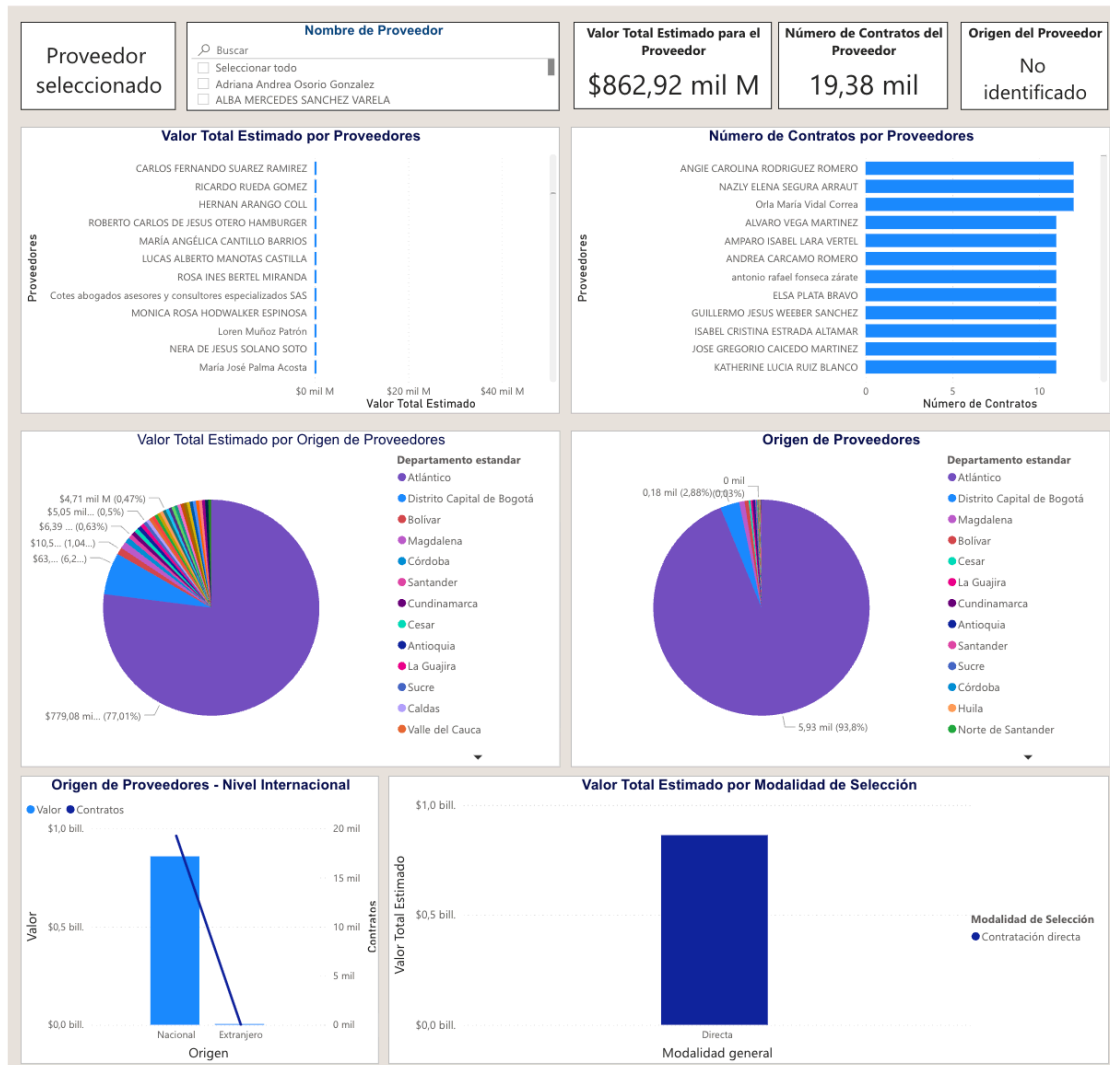 Proveedor
seleccionado
Nombre de Proveedor
Buscar
Seleccionar todo
Adriana Andrea Osorio Gonzalez
ALBA MERCEDES SANCHEZ VARELA
Valor Total Estimado para el
Proveedor
$862,92 mil M
Número de Contratos del
Proveedor
19,38 mil
Origen del Proveedor
No
identificado
Valor Total Estimado por Proveedores
Proveedores
CARLOS FERNANDO SUAREZ RAMIREZ
RICARDO RUEDA GOMEZ
HERNAN ARANGO COLL
ROBERTO CARLOS DE JESUS OTERO HAMBURGER
MARÍA ANGÉLICA CANTILLO BARRIOS
LUCAS ALBERTO MANOTAS CASTILLA
ROSA INES BERTEL MIRANDA
Cotes abogados asesores y consultores especializados SAS
MONICA ROSA HODWALKER ESPINOSA
Loren Muñoz Patrón
NERA DE JESUS SOLANO SOTO
María José Palma Acosta
$0 mil M $20 mil M $40 mil M
Valor Total Estimado
Número de Contratos por Proveedores
Proveedores
ANGIE CAROLINA RODRIGUEZ ROMERO
NAZLY ELENA SEGURA ARRAUT
Orla María Vidal Correa
ALVARO VEGA MARTINEZ
AMPARO ISABEL LARA VERTEL
ANDREA CARCAMO ROMERO
antonio rafael fonseca zárate
ELSA PLATA BRAVO
GUILLERMO JESUS WEEBER SANCHEZ
ISABEL CRISTINA ESTRADA ALTAMAR
JOSE GREGORIO CAICEDO MARTINEZ
KATHERINE LUCIA RUIZ BLANCO
0 5 10
Número de Contratos
Valor Total Estimado por Origen de Proveedores
$4,71 mil M (0,47%)
$5,05 mil... (0,5%)
$6,39 ... (0,63%)
$10,5... (1,04...)
$63,... (6,2...)
$779,08 mi... (77,01%)
Departamento estandar
Atlántico
Distrito Capital de Bogotá
Bolívar
Magdalena
Córdoba
Santander
Cundinamarca
Cesar
Antioquia
La Guajira
Sucre
Caldas
Valle del Cauca
Origen de Proveedores
0 mil
(0,03%)
0,18 mil (2,88%)
5,93 mil (93,8%)
Departamento estandar
Atlántico
Distrito Capital de Bogotá
Magdalena
Bolívar
Cesar
La Guajira
Cundinamarca
Antioquia
Santander
Sucre
Córdoba
Huila
Norte de Santander
Origen de Proveedores - Nivel Internacional
Valor Contratos
$1,0 bill. 20 mil
15 mil
$0,5 bill. 10 mil
5 mil
$0,0 bill. 0 mil
Valor
Contratos
Nacional Extranjero
Origen
Valor Total Estimado por Modalidad de Selección
Valor Total Estimado
$1,0 bill.
$0,5 bill.
$0,0 bill.
Directa
Modalidad general
Modalidad de Selección
Contratación directa